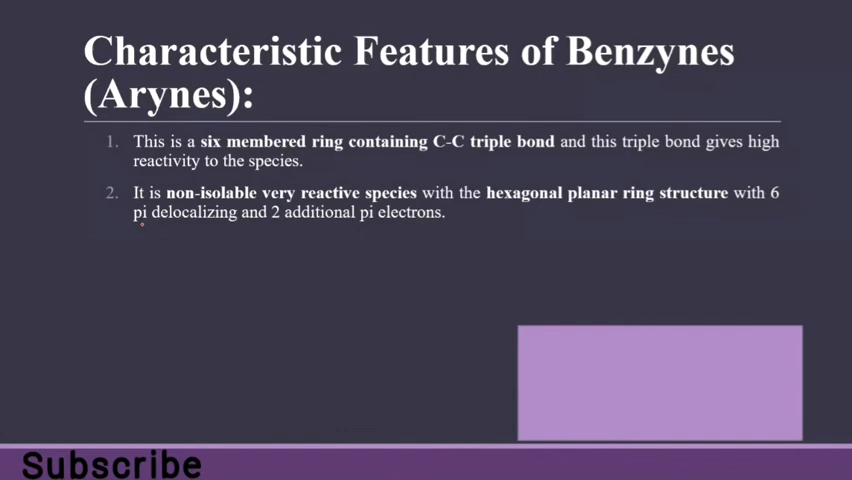 Characteristic Features of Benzynes
(Arynes):
1. This is a six membered ring containing C-C triple bond and this triple bond gives high
reactivity to the species.
2. It is non-isolable very reactive species with the hexagonal planar ring structure with 6
pi delocalizing and 2 additional pi electrons.
Subscribe